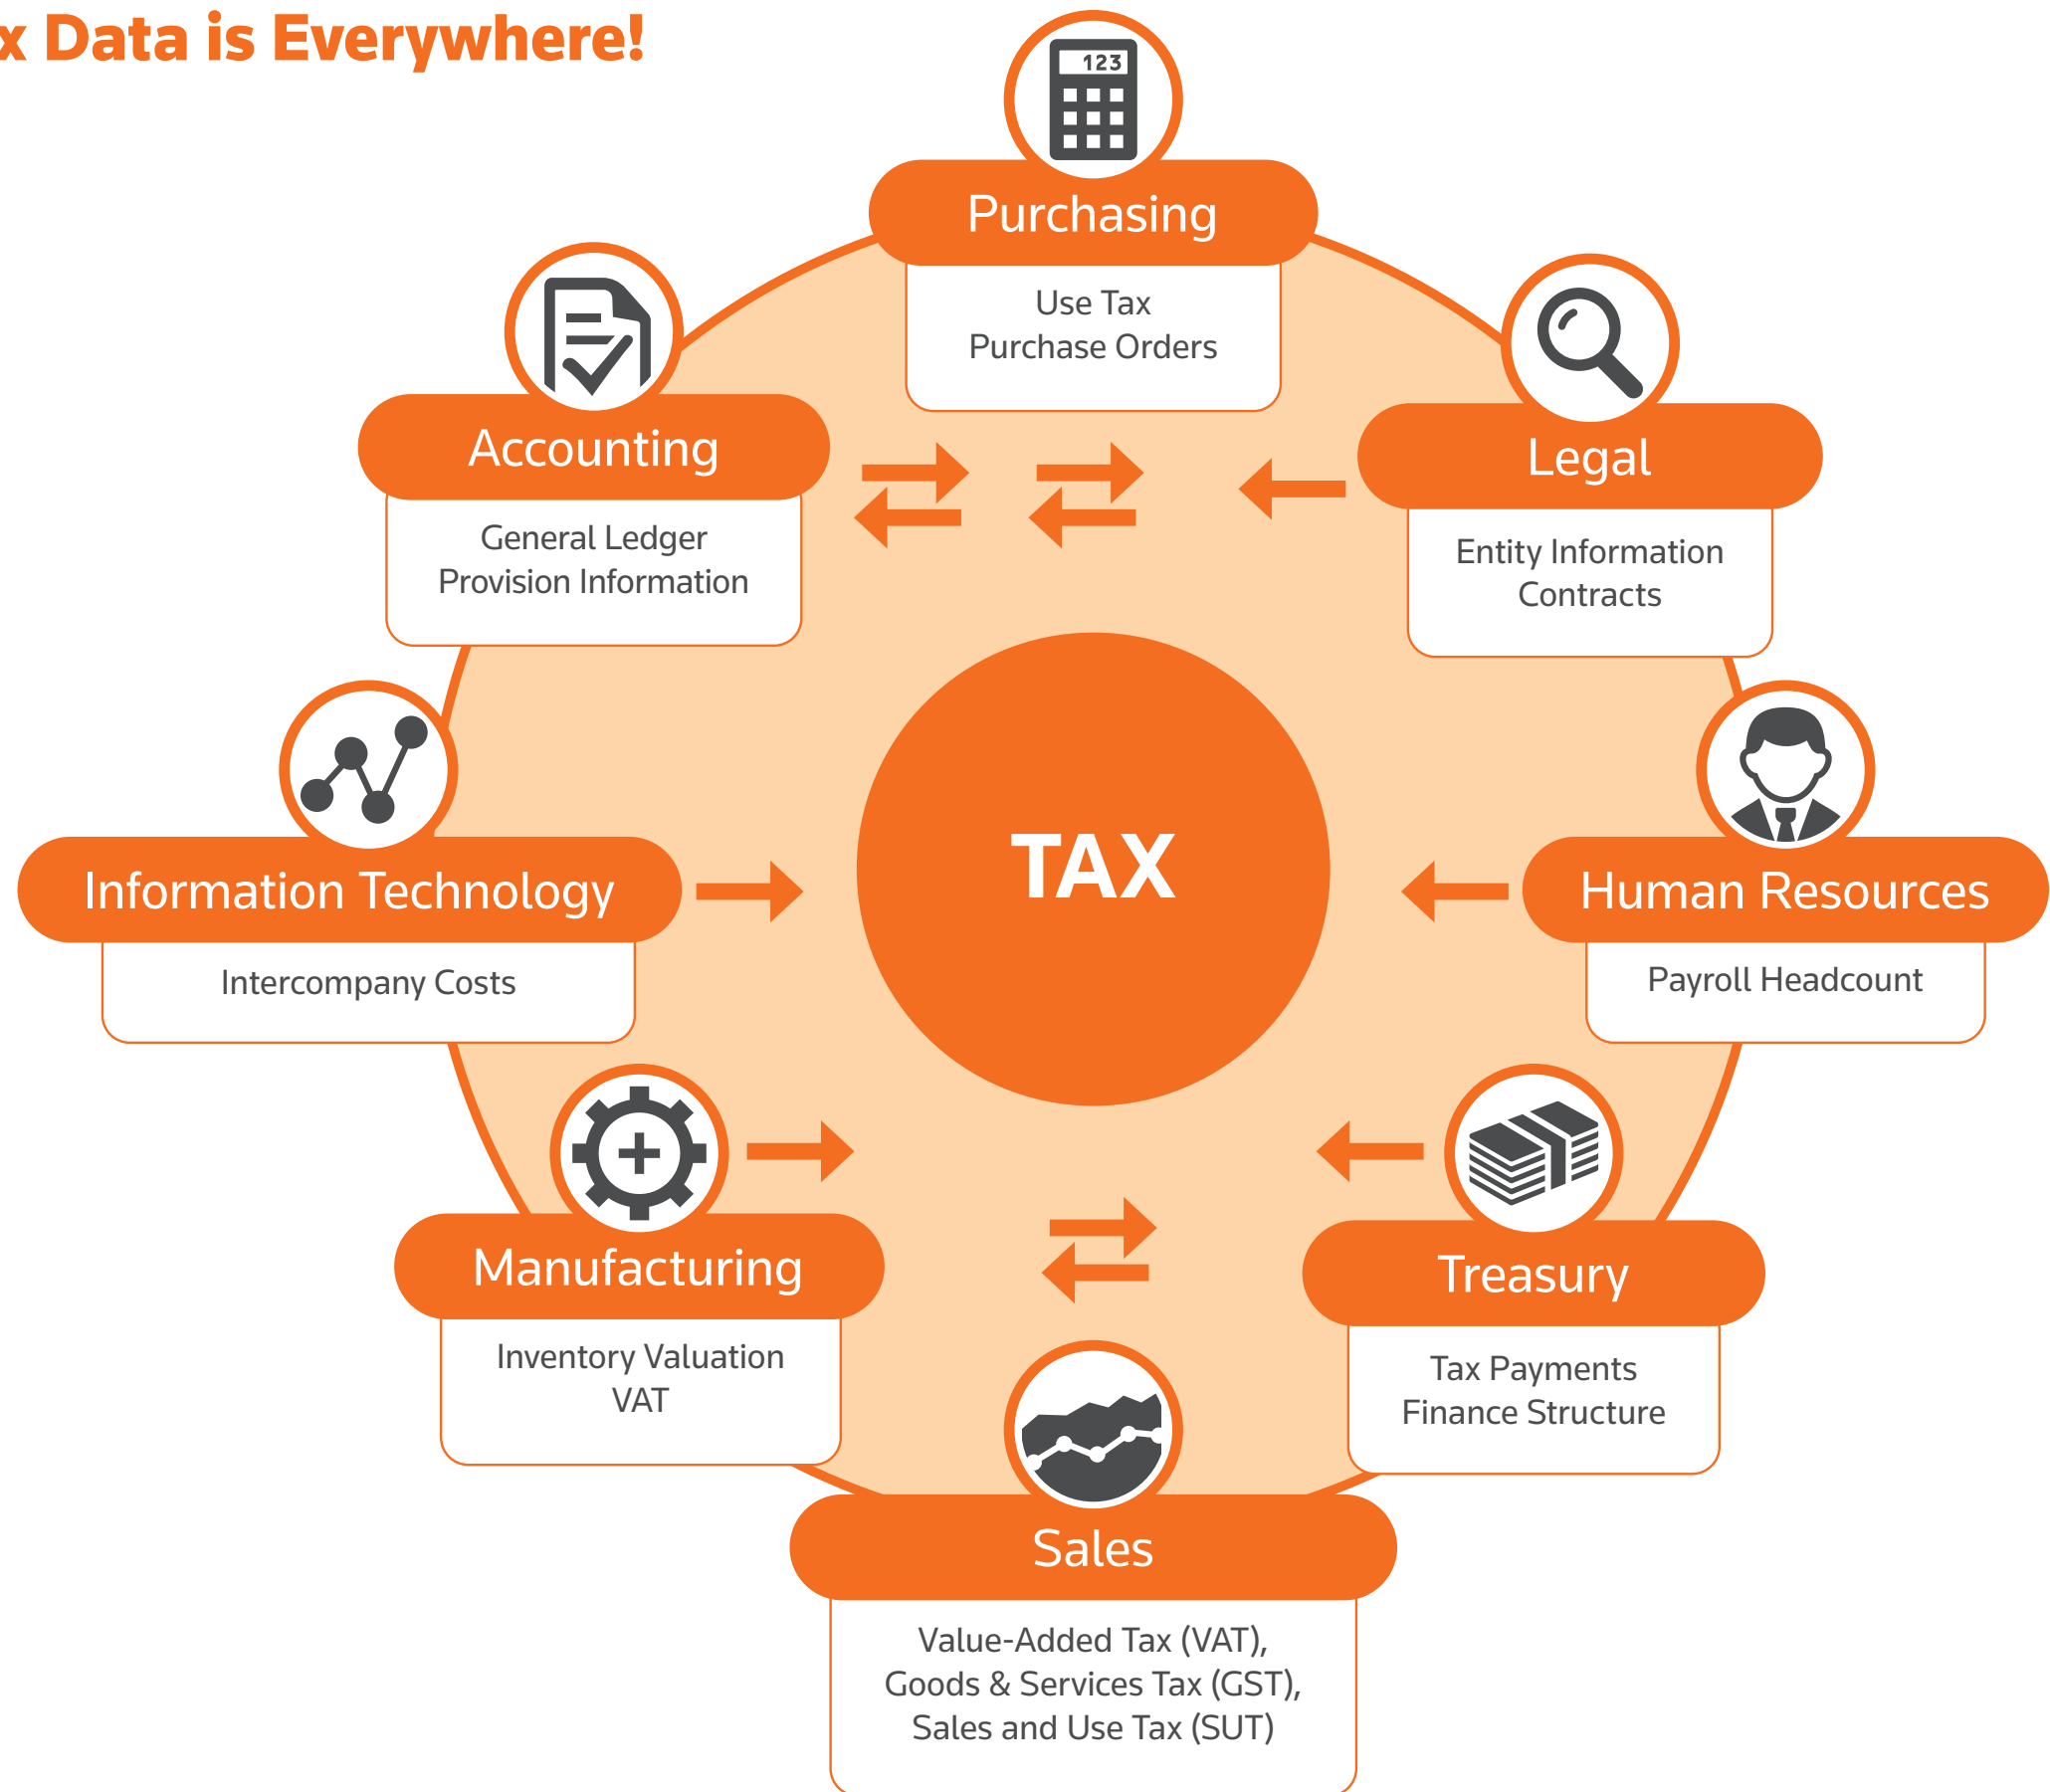 x Data is Everywhere!
123
Purchasing
Use Tax
Purchase Orders
Accounting
General Ledger
Provision Information
Legal
Entity Information
Contracts
TAX
Information Technology
Intercompany Costs
Human Resources
Payroll Headcount
Manufacturing
Inventory Valuation
VAT
Treasury
Tax Payments
Finance Structure
Sales
Value-Added Tax (VAT),
Goods & Services Tax (GST),
Sales and Use Tax (SUT)